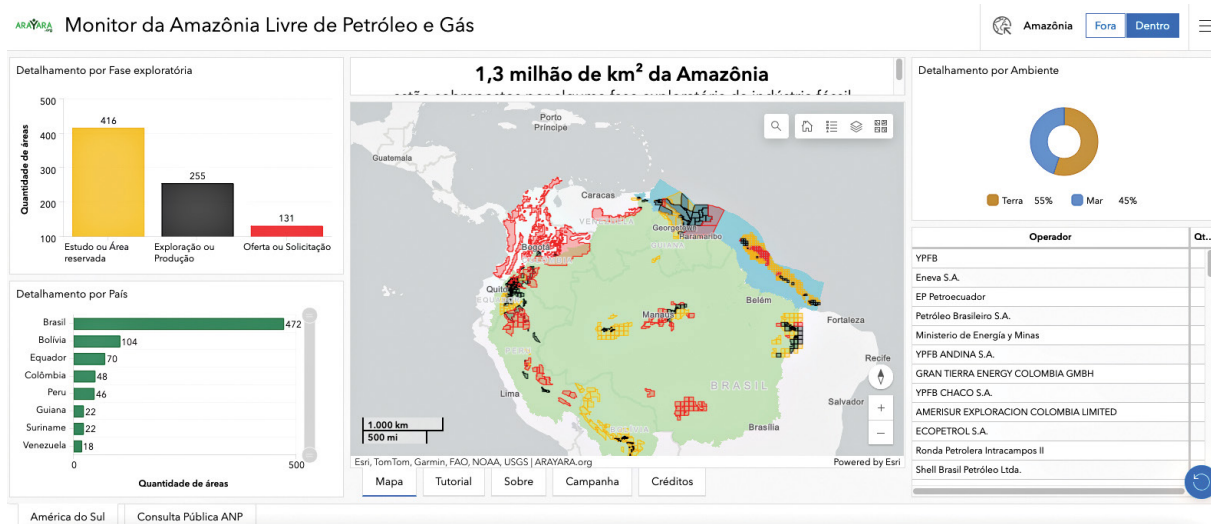 ARAYARA.org
Monitor da Amazônia Livre de Petróleo e Gás
Amazônia
Fora
Dentro
Detalhamento por Fase exploratória
Quantidade de áreas
500
400
300
200
100
416
255
131
Estudo ou Área reservada
Exploração ou Produção
Oferta ou Solicitação
Detalhamento por País
Brasil 472
Bolívia 104
Equador 70
Colômbia 48
Peru 46
Guiana 22
Suriname 22
Venezuela 18
0
500
Quantidade de áreas
1,3 milhão de km² da Amazônia
Porto Príncipe
Guatemala
Caracas
VENEZUELA
Georgetown
Paramaribo
GUYANA
Bogotá
Quito
Manaus
Belém
Fortaleza
Recife
PERU
Lima
BRASIL
Salvador
BOLIVIA
Brasília
1.000 km
500 mi
Esri, TomTom, Garmin, FAO, NOAA, USGS | ARAYARA.org
Powered by Esri
Mapa
Tutorial
Sobre
Campanha
Créditos
Detalhamento por Ambiente
Terra 55%
Mar 45%
Operador
Qt...
YPFB
Eneva S.A.
EP Petroecuador
Petróleo Brasileiro S.A.
Ministerio de Energía y Minas
YPFB ANDINA S.A.
GRAN TIERRA ENERGY COLOMBIA GMBH
YPFB CHACO S.A.
AMERISUR EXPLORACION COLOMBIA LIMITED
ECOPETROL S.A.
Ronda Petrolera Intracampos II
Shell Brasil Petróleo Ltda.
América do Sul
Consulta Pública ANP